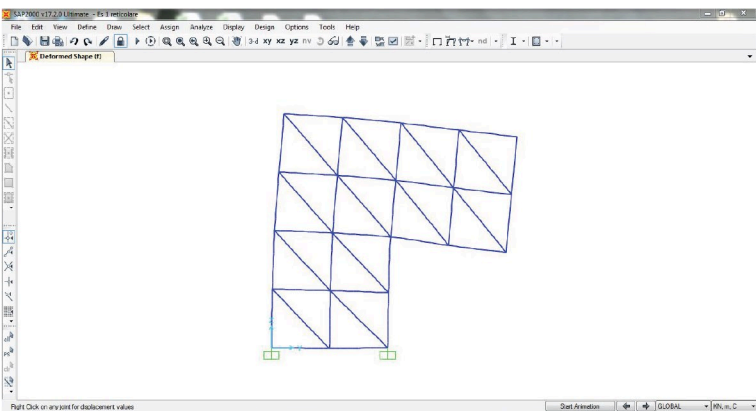 SAP2000 v17.2.0 Ultimate - Es 1 reticolare
File Edit View Define Draw Select Assign Analyze Display Design Options Tools Help
3-d xy xz yz nv nd
Deformed Shape (f)
Right Click on any joint for displacement values
Start Animation GLOBAL KN, m, C